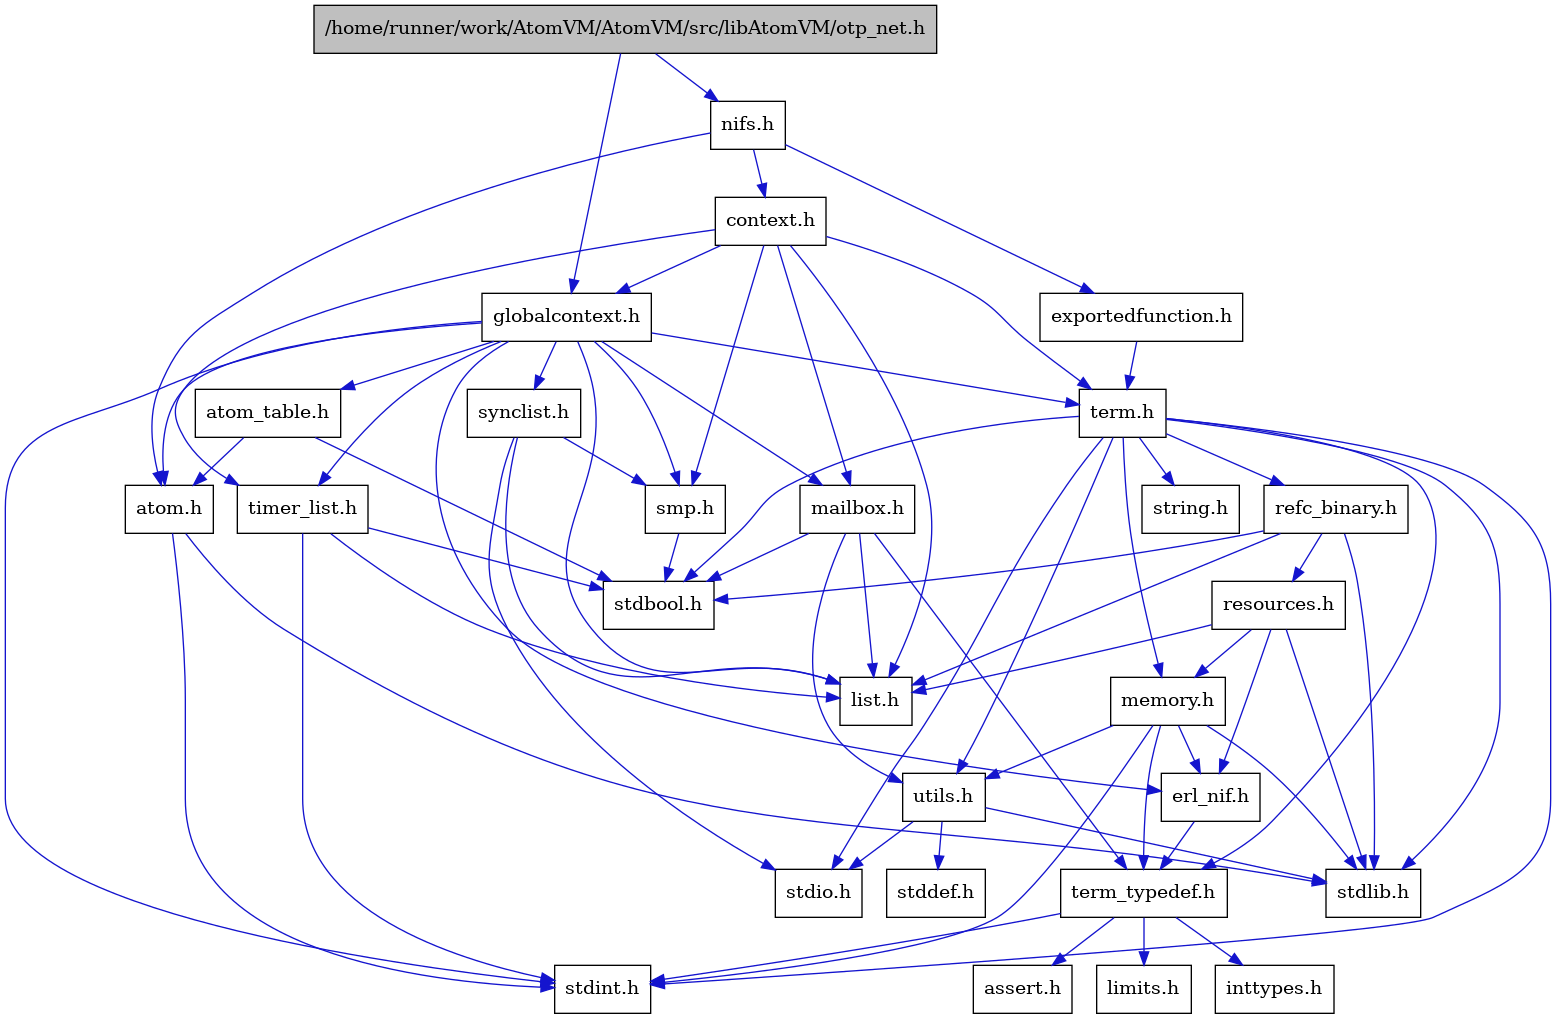 /home/runner/work/AtomVM/AtomVM/src/libAtomVM/otp_net.h
nifs.h
context.h
globalcontext.h
exportedfunction.h
atom_table.h
synclist.h
term.h
atom.h
timer_list.h
smp.h
mailbox.h
string.h
refc_binary.h
stdbool.h
resources.h
list.h
memory.h
utils.h
erl_nif.h
stdio.h
stddef.h
term_typedef.h
stdlib.h
stdint.h
assert.h
limits.h
inttypes.h